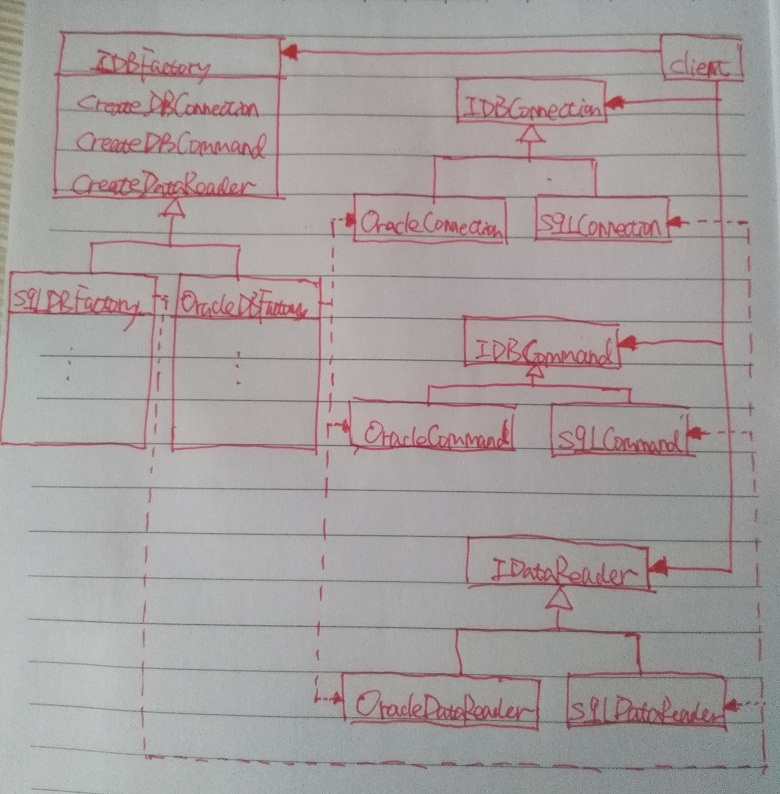 IDBFactory
client
CreateDBConnection
IDBConnection
CreateDBCommand
CreateDataReader
OracleConnection
SqlConnection
SqlDBFactory
OracleDBFactory
IDBCommand
OracleCommand
SqlCommand
IDataReader
OracleDataReader
SqlDataReader